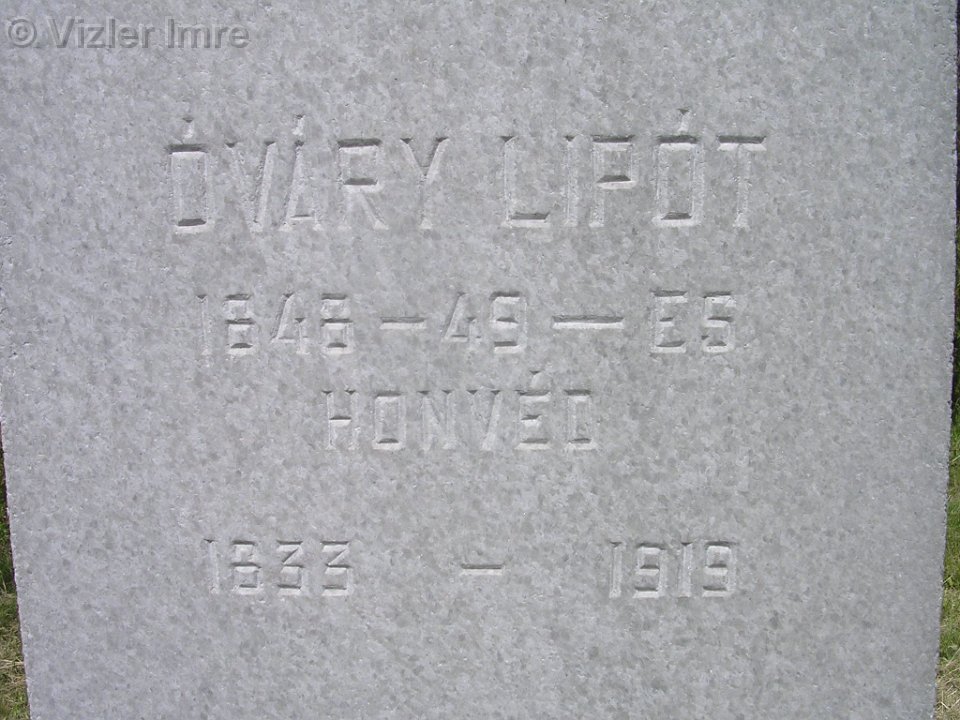 © Vizler Imre
ÓVÁRY LIPÓT
1848 — 49 — ES
HONVÉD
1833 - 1919